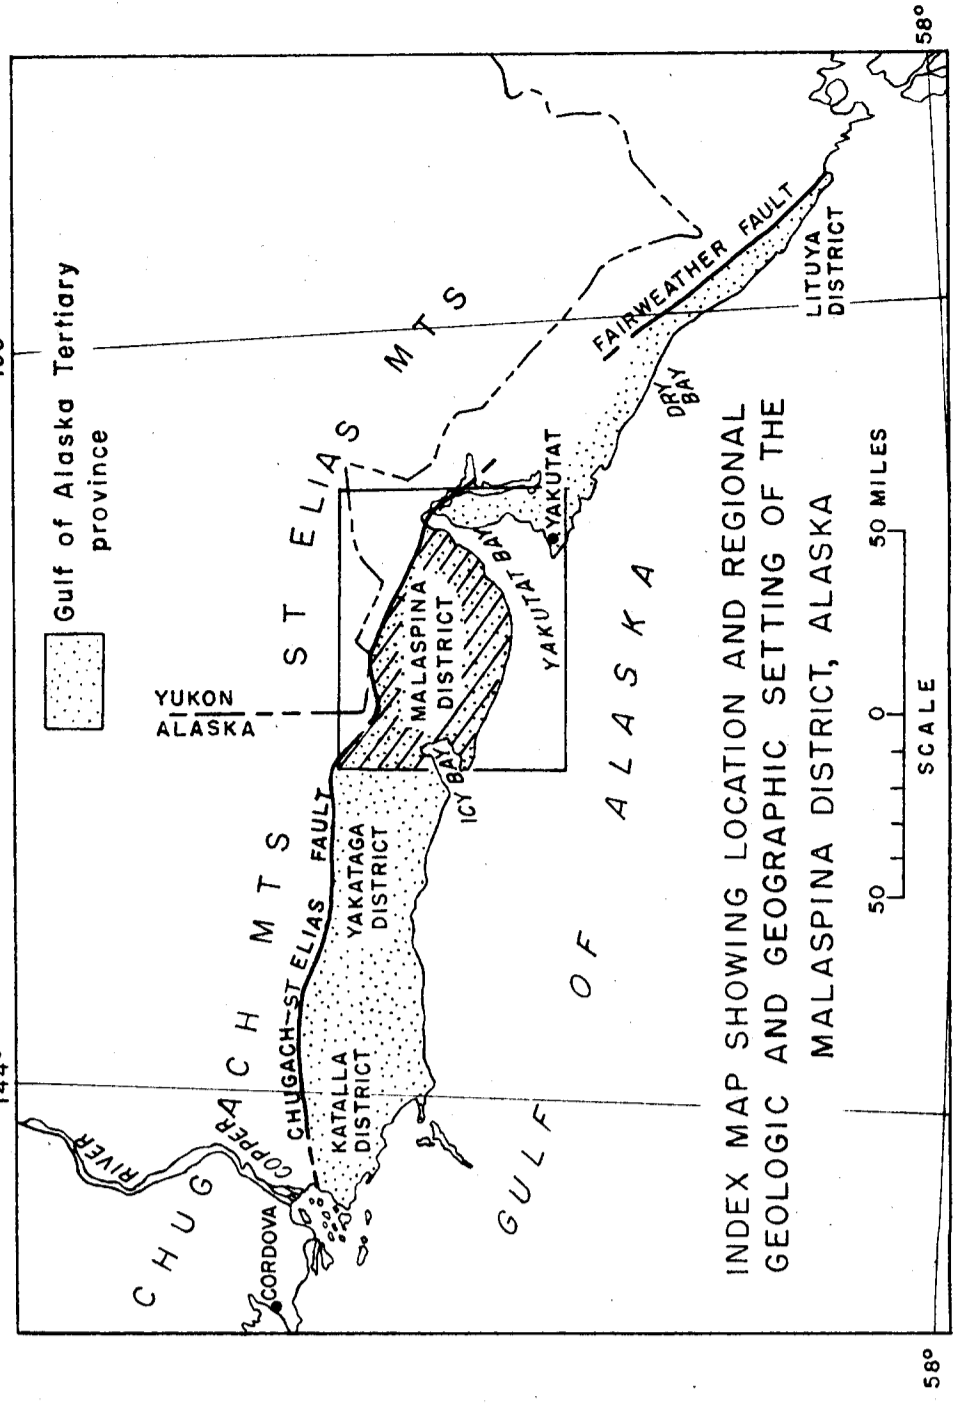 144°
Gulf of Alaska Tertiary
province
YUKON
ALASKA
CHUGACH MTS
ST ELIAS MTS
COPPER RIVER
CORDOVA
CHUGACH-ST ELIAS FAULT
KATALLA
DISTRICT
YAKATAGA
DISTRICT
MALASPINA
DISTRICT
ICY BAY
YAKUTAT BAY
YAKUTAT
DRY
BAY
FAIRWEATHER FAULT
LITUYA
DISTRICT
GULF OF ALASKA
INDEX MAP SHOWING LOCATION AND REGIONAL
GEOLOGIC AND GEOGRAPHIC SETTING OF THE
MALASPINA DISTRICT, ALASKA
50 0 50 MILES
SCALE
58°
58°